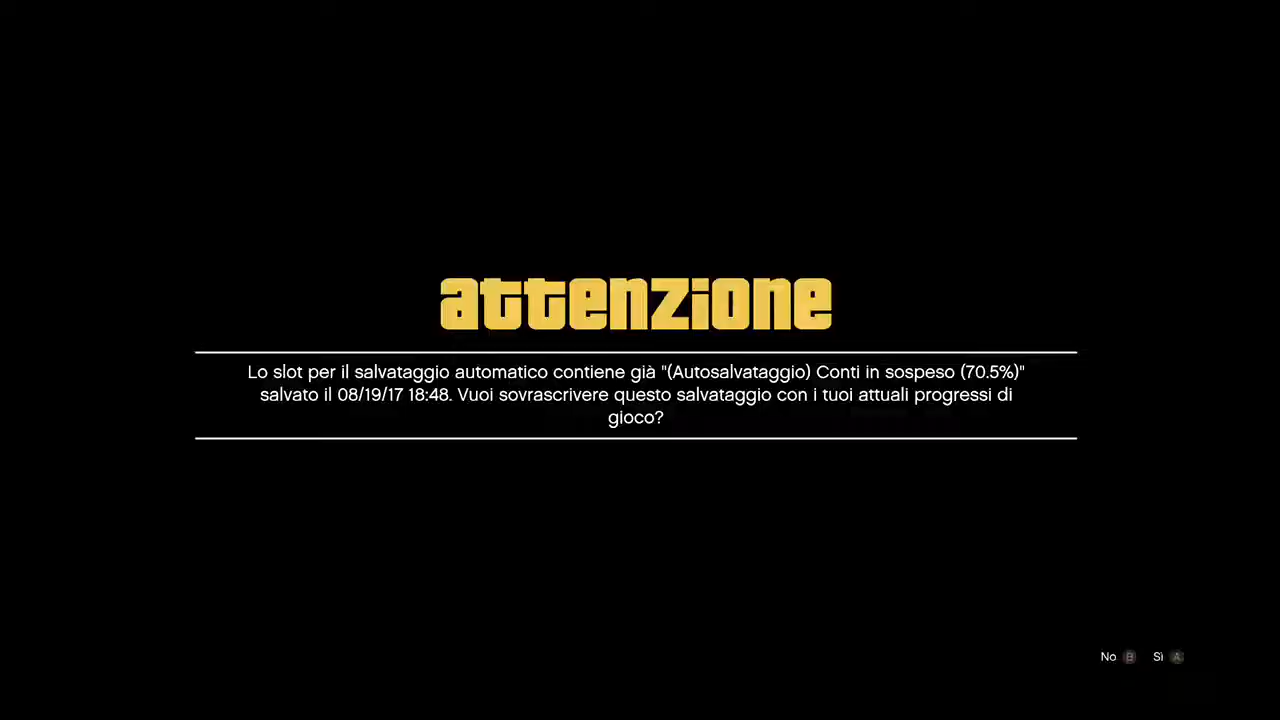 attenzione
Lo slot per il salvataggio automatico contiene già "(Autosalvataggio) Conti in sospeso (70.5%)"
salvato il 08/19/17 18:48. Vuoi sovrascrivere questo salvataggio con i tuoi attuali progressi di
gioco?
No B Sì A